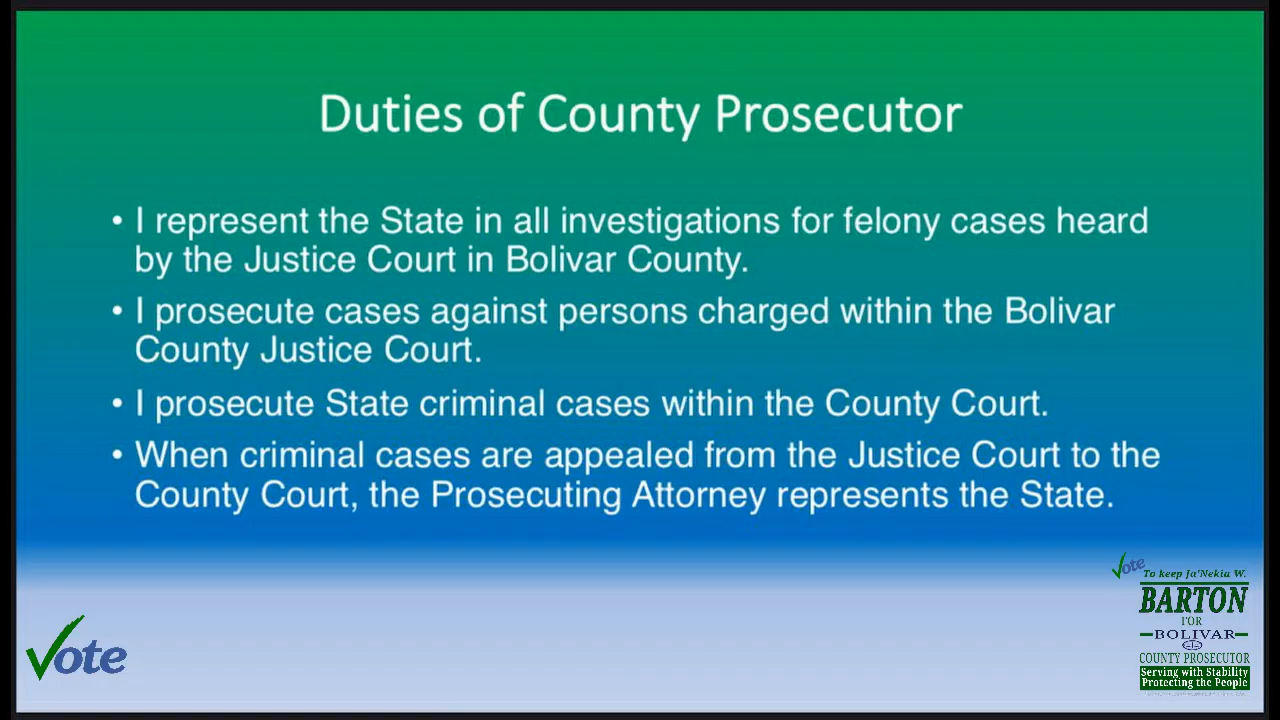 Duties of County Prosecutor
• I represent the State in all investigations for felony cases heard
by the Justice Court in Bolivar County.
• I prosecute cases against persons charged within the Bolivar
County Justice Court.
• I prosecute State criminal cases within the County Court.
• When criminal cases are appealed from the Justice Court to the
County Court, the Prosecuting Attorney represents the State.
Vote
Vote
To keep Ja'Nekia W.
BARTON
FOR
BOLIVAR
COUNTY PROSECUTOR
Serving with Stability
Protecting the People